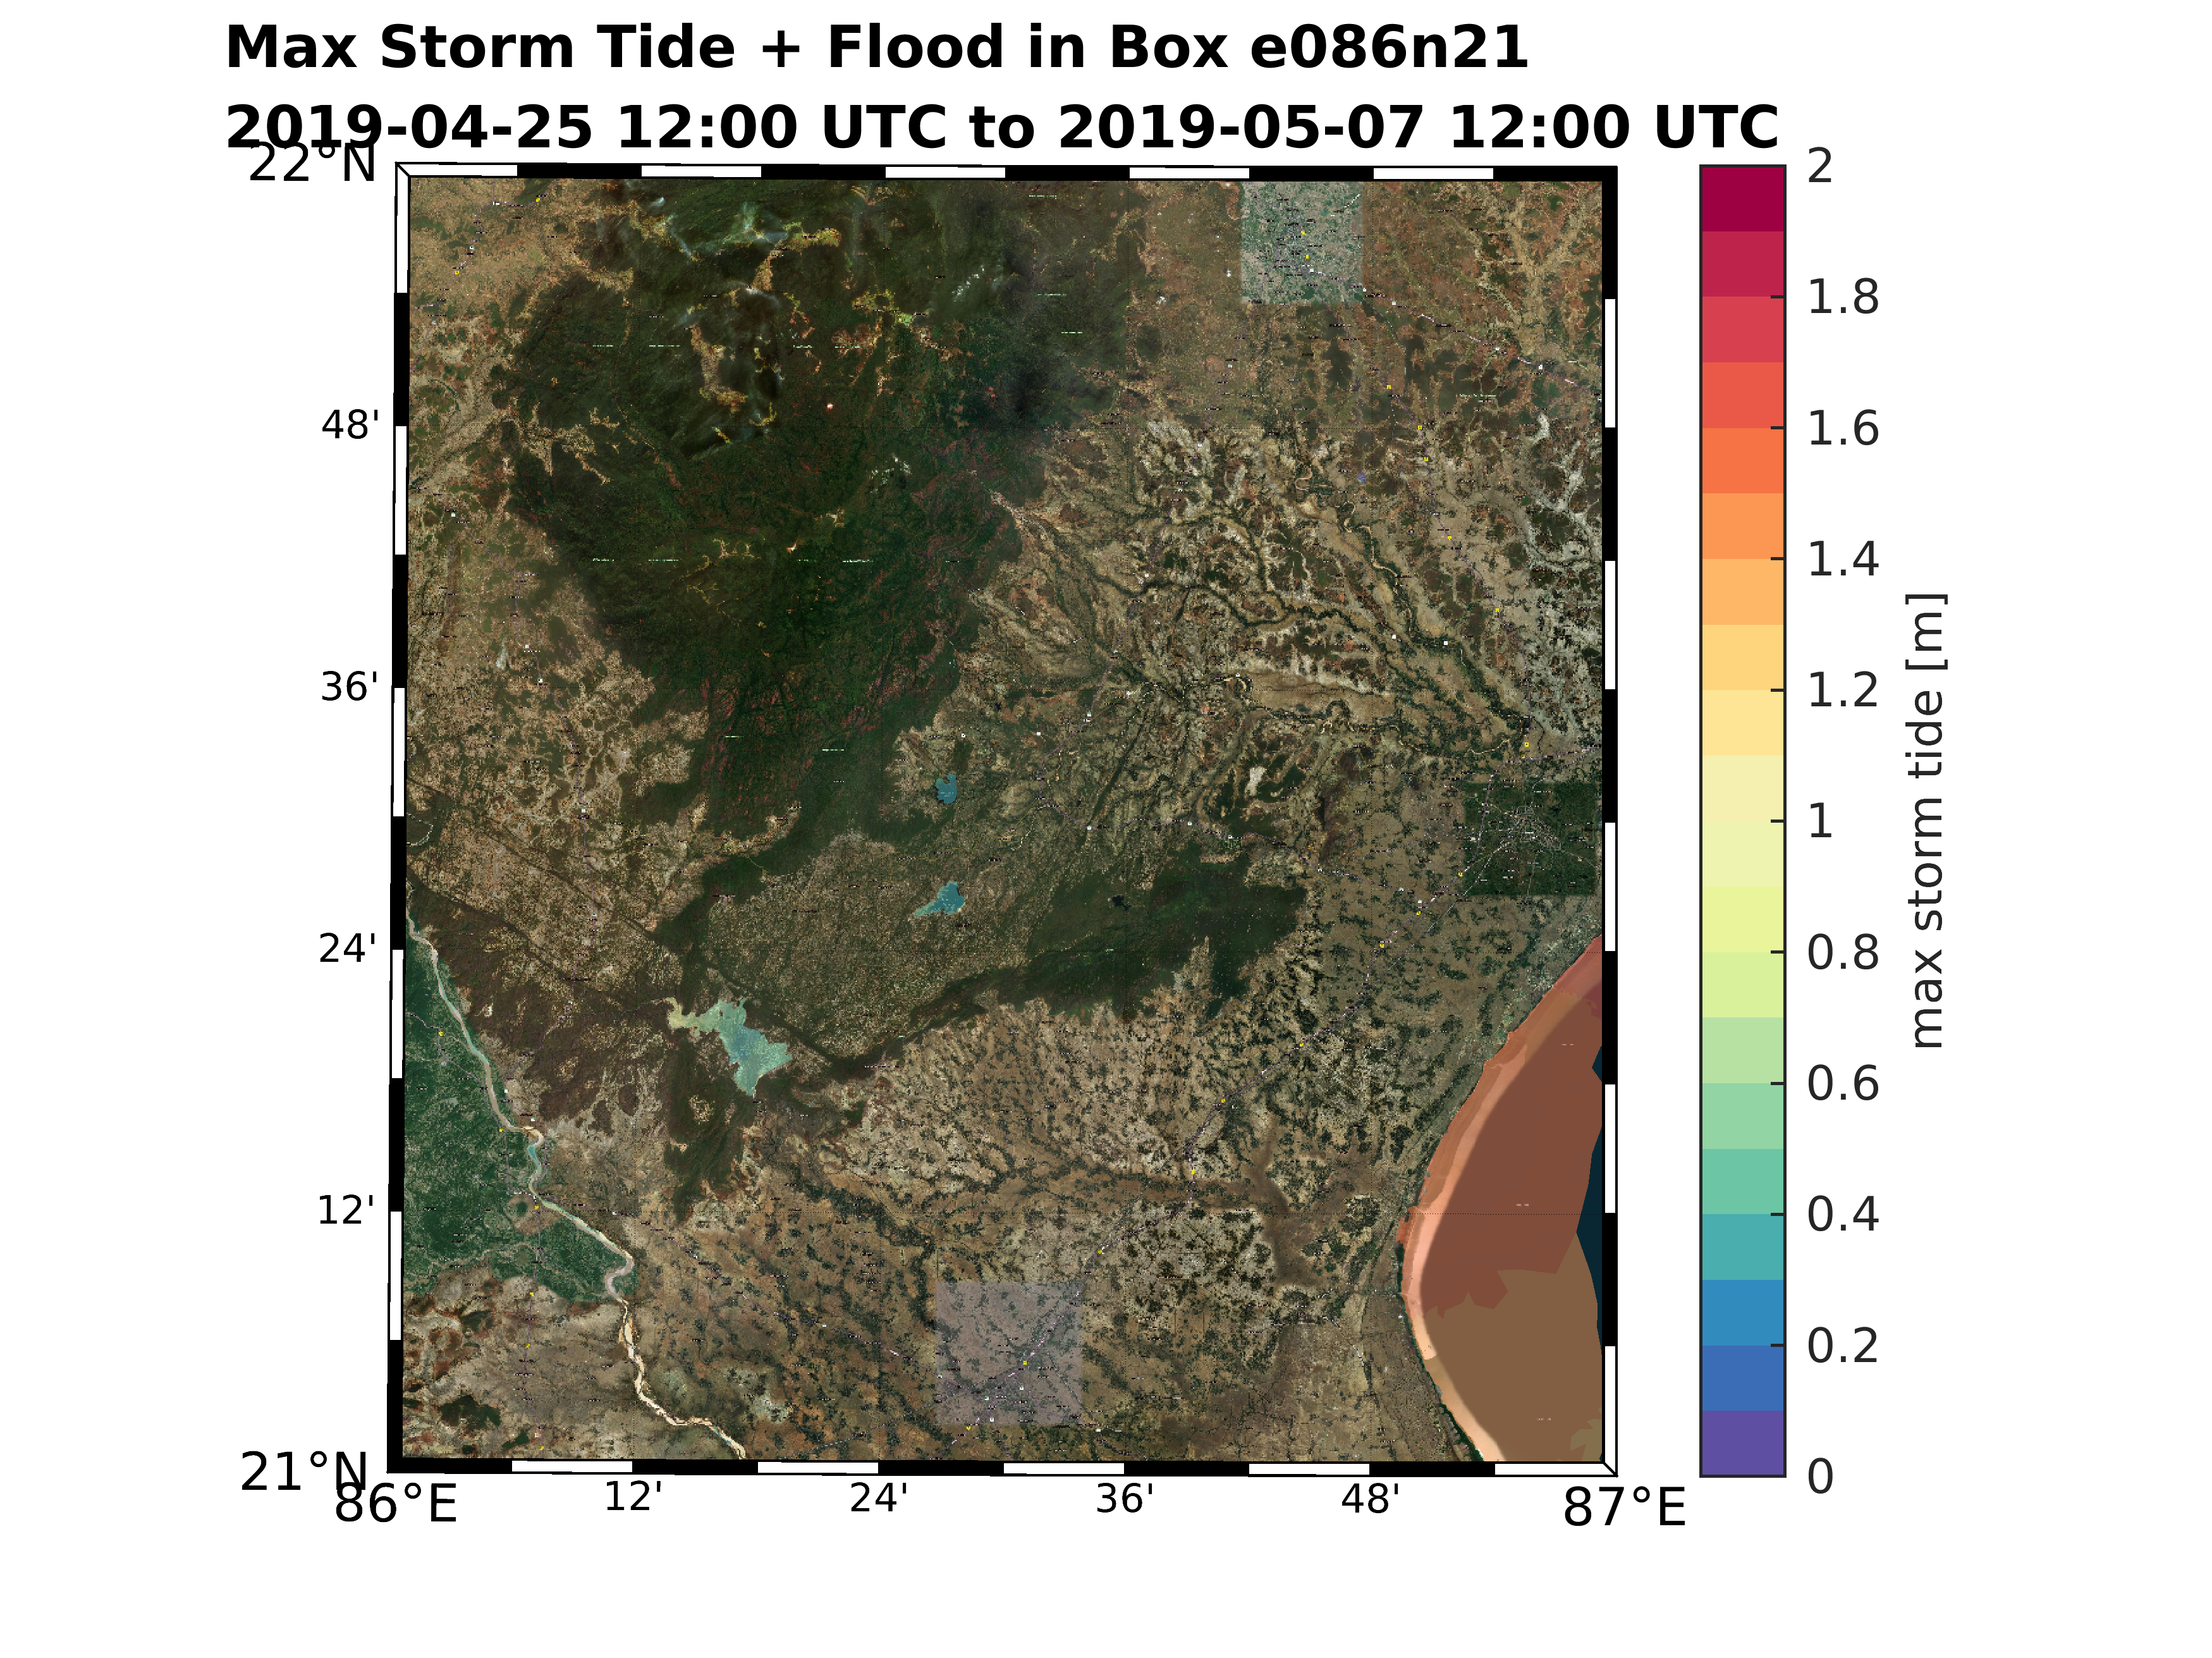 Max Storm Tide + Flood in Box e086n21
2019-04-25 12:00 UTC to 2019-05-07 12:00 UTC
22°N
48'
36'
24'
12'
21°N
86°E
12'
24'
36'
48'
87°E
2
1.8
1.6
1.4
1.2
1
0.8
0.6
0.4
0.2
0
max storm tide [m]